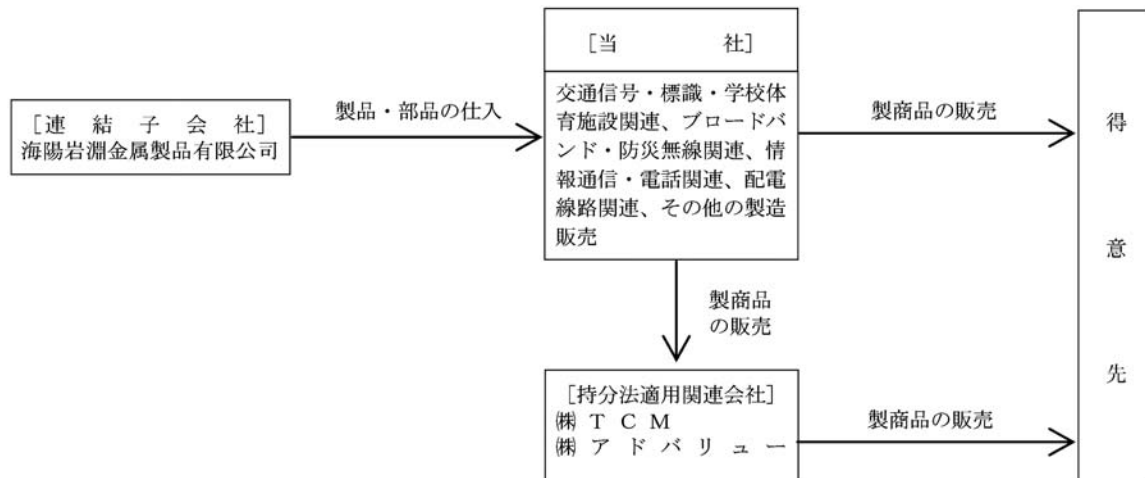 [連結子会社]
海陽岩淵金属製品有限公司
製品・部品の仕入
[当社]
交通信号・標識・学校体
育施設関連、ブロードバ
ンド・防災無線関連、情
報通信・電話関連、配電
線路関連、その他の製造
販売
製商品の販売
製商品
の販売
[持分法適用関連会社]
㈱TCM
㈱アドバリュー
製商品の販売
得意先